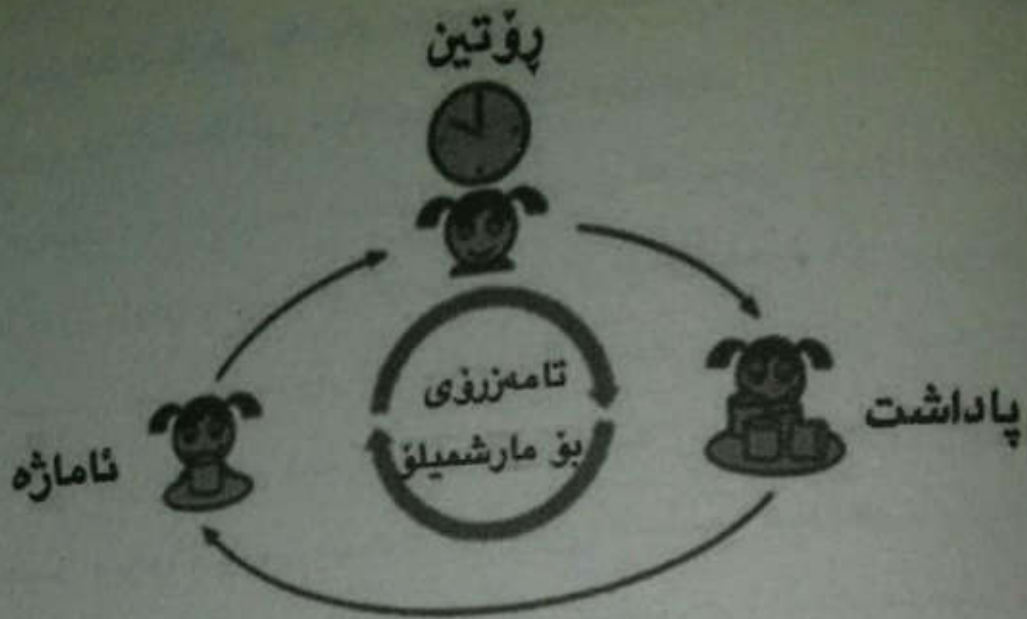 ڕۆتین
تامەزرۆی
بۆ مارشمیلۆ
پاداشت
ئاماژە